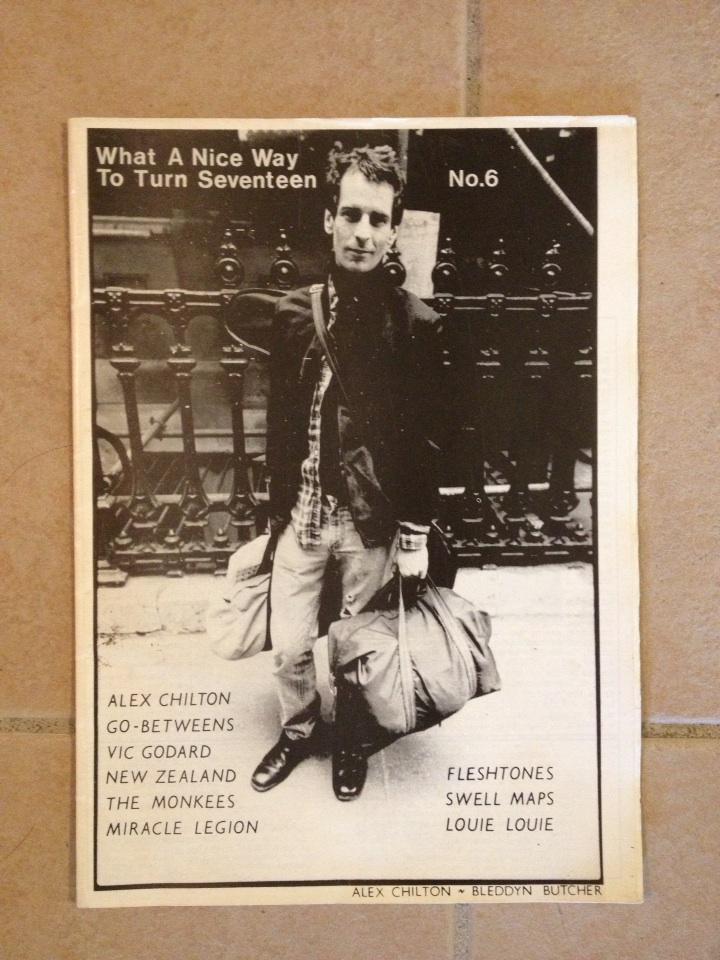 What A Nice Way
To Turn Seventeen
No.6
ALEX CHILTON
GO-BETWEENS
VIC GODARD
NEW ZEALAND
THE MONKEES
MIRACLE LEGION
FLESHTONES
SWELL MAPS
LOUIE LOUIE
ALEX CHILTON ~ BLEDDYN BUTCHER